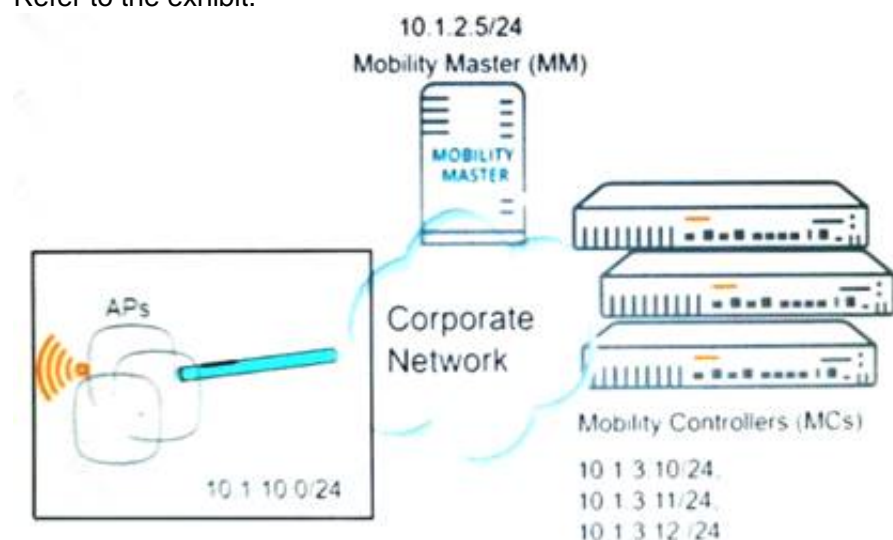 Refer to the exhibit.
10.1.2.5/24
Mobility Master (MM)
MOBILITY
MASTER
APs
Corporate
Network
10 1 10 0/24
Mobility Controllers (MCs)
10 1 3 10/24,
10 1 3 11/24,
10 1 3 12 /24